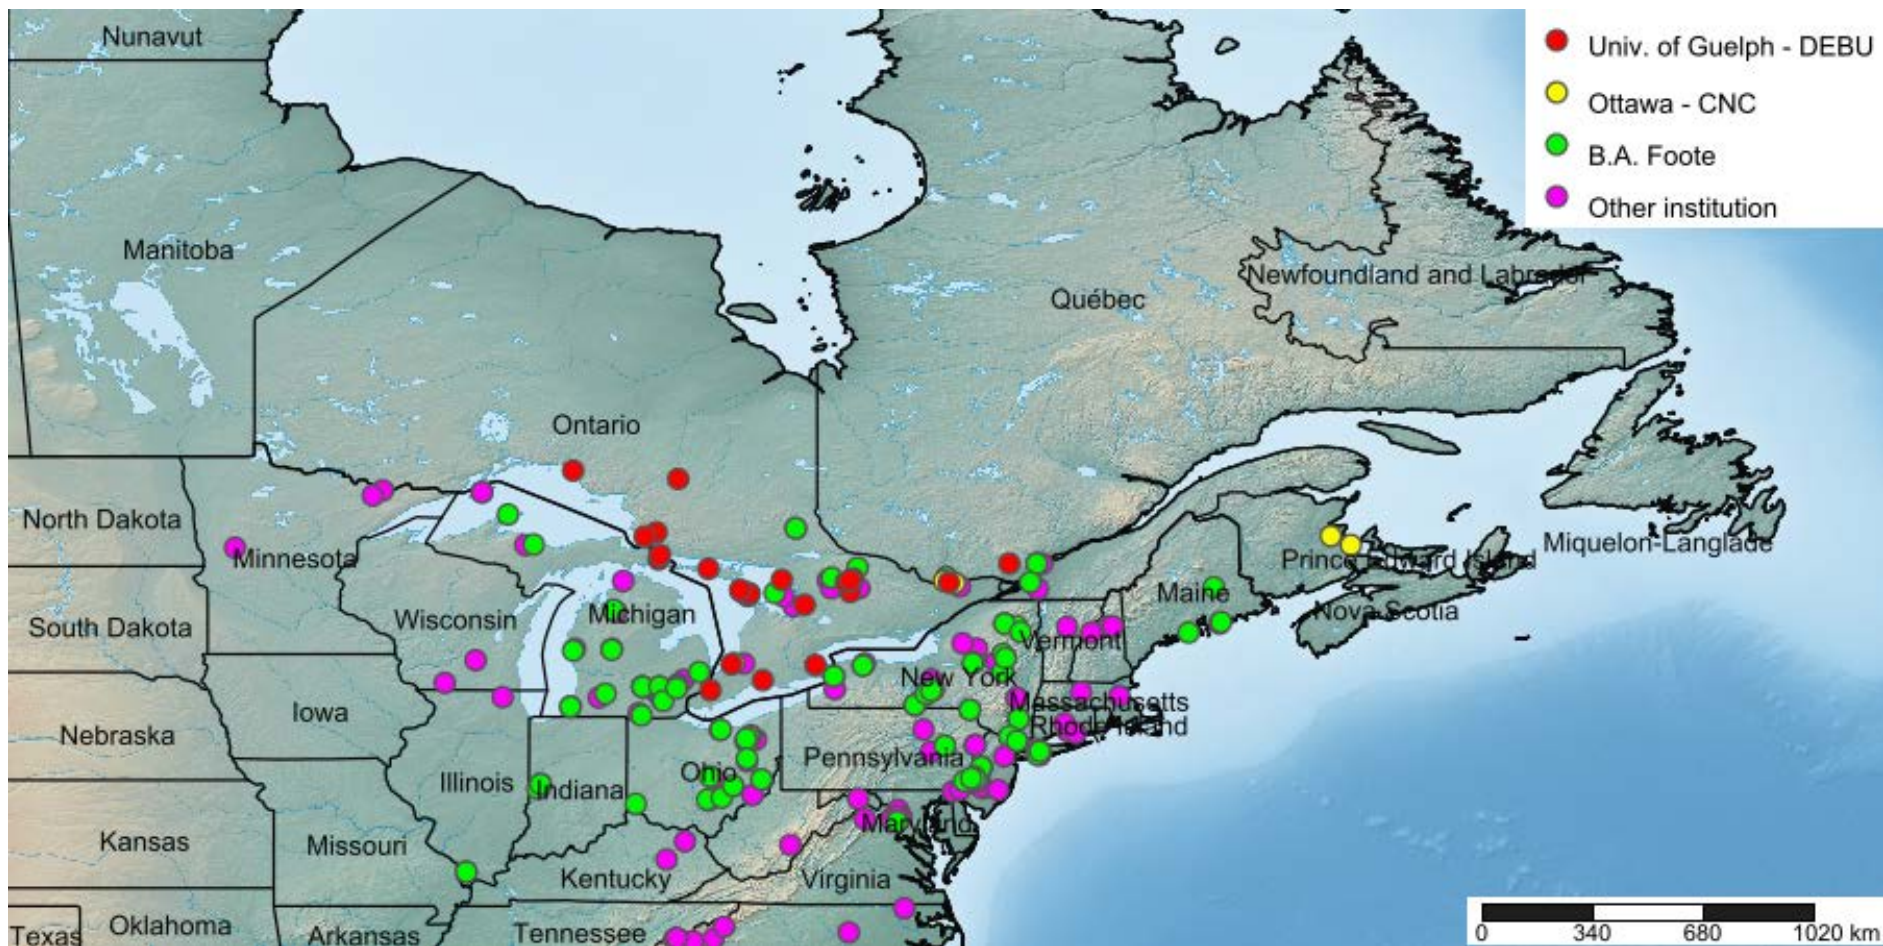 Nunavut
Univ. of Guelph - DEBU
Ottawa - CNC
B.A. Foote
Other institution
Manitoba
Newfoundland and Labrador
Québec
Ontario
North Dakota
Minnesota
Prince Edward Island
Miquelon-Langlade
Maine
Nova Scotia
Wisconsin
Michigan
South Dakota
Vermont
New York
Massachusetts
Rhode Island
Iowa
Nebraska
Pennsylvania
Ohio
Illinois
Indiana
Maryland
Kansas
Missouri
Kentucky
Virginia
Oklahoma
Texas
Arkansas
Tennessee
0 340 680 1020 km